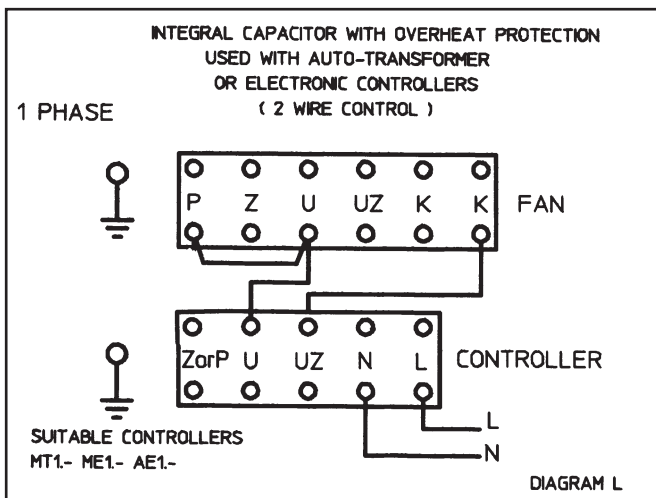 INTEGRAL CAPACITOR WITH OVERHEAT PROTECTION
USED WITH AUTO-TRANSFORMER
OR ELECTRONIC CONTROLLERS
( 2 WIRE CONTROL )
1 PHASE
P Z U UZ K K FAN
ZorP U UZ N L CONTROLLER
L
N
SUITABLE CONTROLLERS
MT1.- ME1.- AE1.-
DIAGRAM L